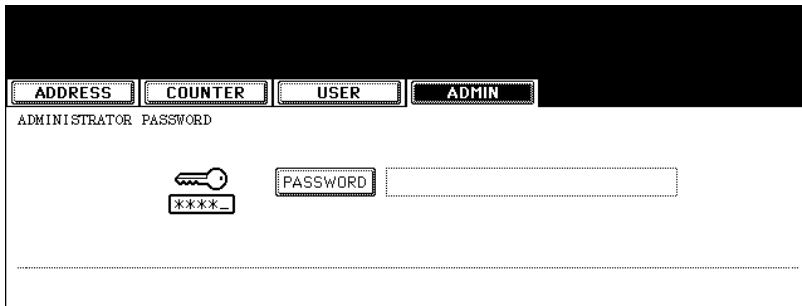 ADDRESS COUNTER USER ADMIN
ADMINISTRATOR PASSWORD
PASSWORD
****_